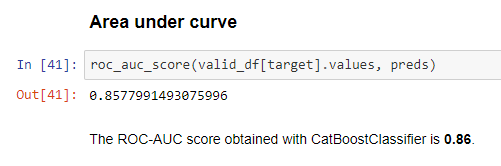 Area under curve
In [41]: roc_auc_score(valid_df[target].values, preds)
Out[41]: 0.8577991493075996
The ROC-AUC score obtained with CatBoostClassifier is 0.86.